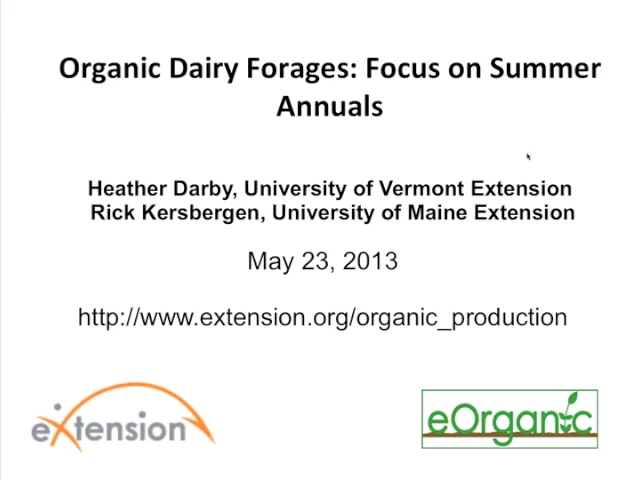 Organic Dairy Forages: Focus on Summer
Annuals
Heather Darby, University of Vermont Extension
Rick Kersbergen, University of Maine Extension
May 23, 2013
http://www.extension.org/organic_production
eXtension
eOrganic